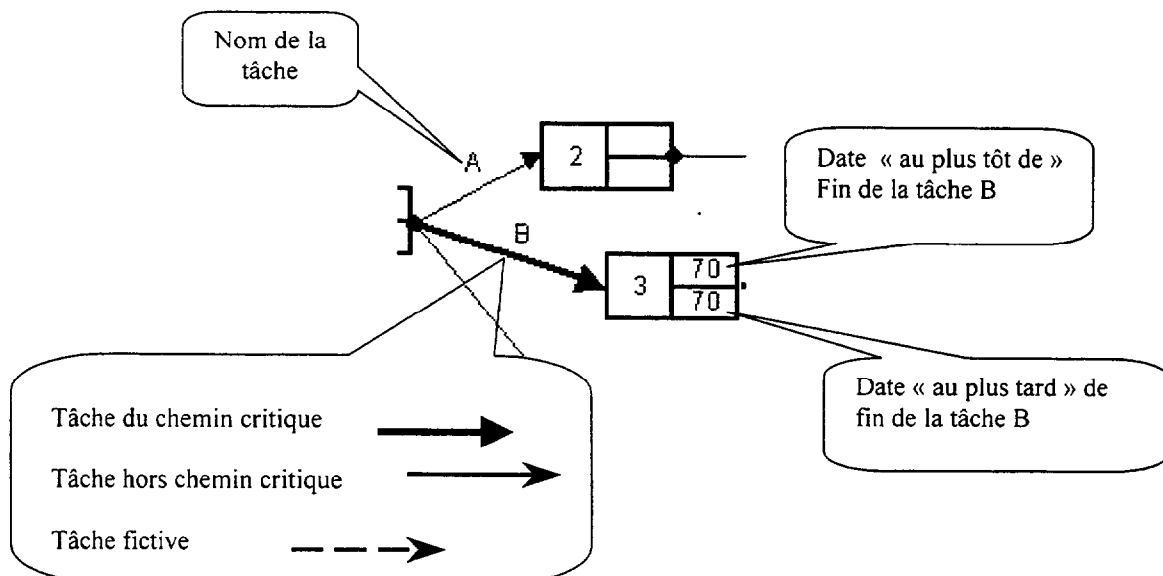 Nom de la
tâche
A
2
Date « au plus tôt de »
Fin de la tâche B
B
3
70
70
Date « au plus tard » de
fin de la tâche B
Tâche du chemin critique
Tâche hors chemin critique
Tâche fictive